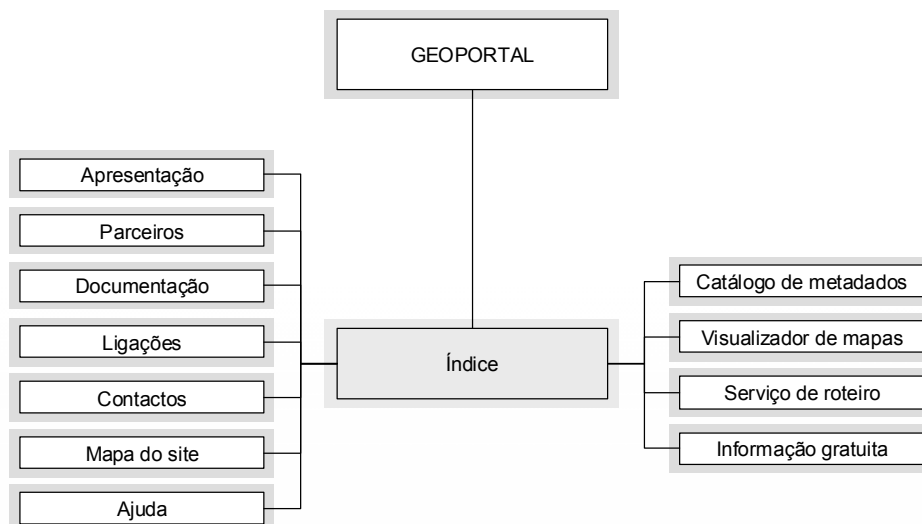 GEOPORTAL
Apresentação
Parceiros
Documentação
Ligações
Contactos
Mapa do site
Ajuda
Índice
Catálogo de metadados
Visualizador de mapas
Serviço de roteiro
Informação gratuita